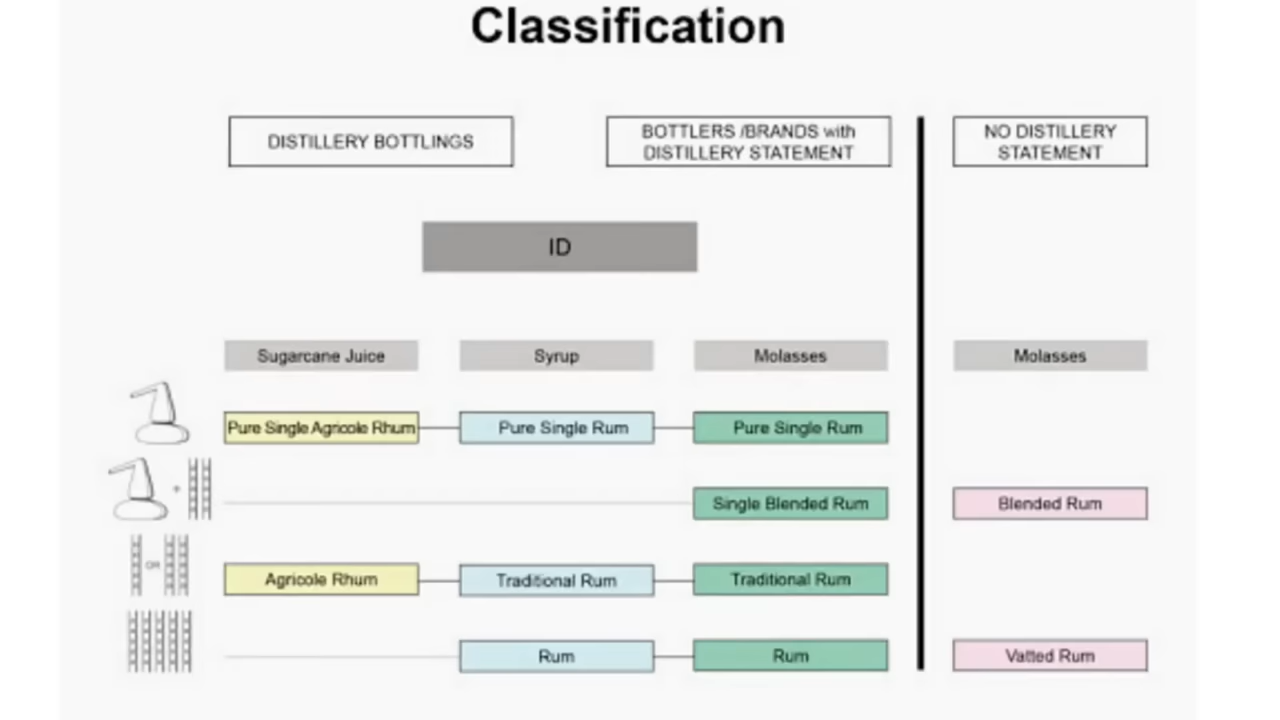 Classification
DISTILLERY BOTTLINGS
BOTTLERS /BRANDS with
DISTILLERY STATEMENT
NO DISTILLERY
STATEMENT
ID
Sugarcane Juice
Syrup
Molasses
Molasses
Pure Single Agricole Rhum
Pure Single Rum
Pure Single Rum
+
Single Blended Rum
Blended Rum
OR
Agricole Rhum
Traditional Rum
Traditional Rum
Rum
Rum
Vatted Rum